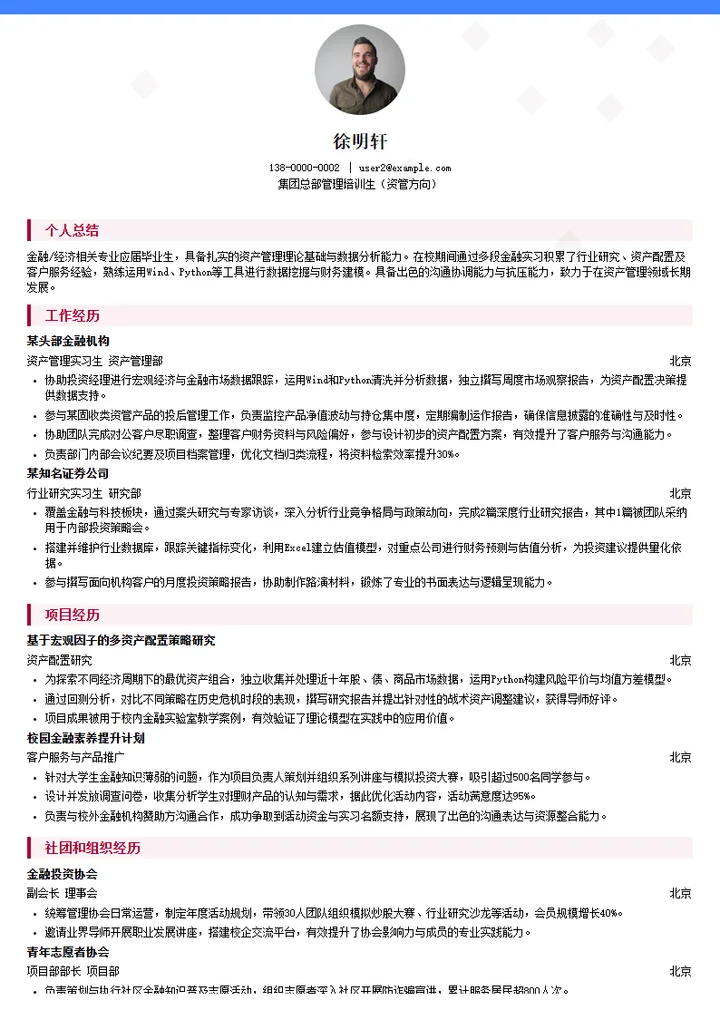 徐明轩
138-0000-0002 | user2@example.com
集团总部管理培训生（资管方向）
个人总结
金融/经济相关专业应届毕业生，具备扎实的资产管理理论基础与数据分析能力。在校期间通过多段金融实习积累了行业研究、资产配置及
客户服务经验，熟练运用Wind、Python等工具进行数据挖掘与财务建模。具备出色的沟通协调能力与抗压能力，致力于在资产管理领域长期
发展。
工作经历
某头部金融机构
资产管理实习生 资产管理部 北京
• 协助投资经理进行宏观经济与金融市场数据跟踪，运用Wind和Python清洗并分析数据，独立撰写周度市场观察报告，为资产配置决策提
供数据支持。
• 参与某固收类资管产品的投后管理工作，负责监控产品净值波动与持仓集中度，定期编制运作报告，确保信息披露的准确性与及时性。
• 协助团队完成对公客户尽职调查，整理客户财务资料与风险偏好，参与设计初步的资产配置方案，有效提升了客户服务与沟通能力。
• 负责部门内部会议纪要及项目档案管理，优化文档归类流程，将资料检索效率提升30%。
某知名证券公司
行业研究实习生 研究部 北京
• 覆盖金融与科技板块，通过案头研究与专家访谈，深入分析行业竞争格局与政策动向，完成2篇深度行业研究报告，其中1篇被团队采纳
用于内部投资策略会。
• 搭建并维护行业数据库，跟踪关键指标变化，利用Excel建立估值模型，对重点公司进行财务预测与估值分析，为投资建议提供量化依
据。
• 参与撰写面向机构客户的月度投资策略报告，协助制作路演材料，锻炼了专业的书面表达与逻辑呈现能力。
项目经历
基于宏观因子的多资产配置策略研究
资产配置研究 北京
• 为探索不同经济周期下的最优资产组合，独立收集并处理近十年股、债、商品市场数据，运用Python构建风险平价与均值方差模型。
• 通过回测分析，对比不同策略在历史危机时段的表现，撰写研究报告并提出针对性的战术资产调整建议，获得导师好评。
• 项目成果被用于校内金融实验室教学案例，有效验证了理论模型在实践中的应用价值。
校园金融素养提升计划
客户服务与产品推广 北京
• 针对大学生金融知识薄弱的问题，作为项目负责人策划并组织系列讲座与模拟投资大赛，吸引超过500名同学参与。
• 设计并发放调查问卷，收集分析学生对理财产品的认知与需求，据此优化活动内容，活动满意度达95%。
• 负责与校外金融机构赞助方沟通合作，成功争取到活动资金与实习名额支持，展现了出色的沟通表达与资源整合能力。
社团和组织经历
金融投资协会
副会长 理事会 北京
• 统筹管理协会日常运营，制定年度活动规划，带领30人团队组织模拟炒股大赛、行业研究沙龙等活动，会员规模增长40%。
• 邀请业界导师开展职业发展讲座，搭建校企交流平台，有效提升了协会影响力与成员的专业实践能力。
青年志愿者协会
项目部部长 项目部 北京
• 负责策划与执行社区金融知识普及志愿活动，组织志愿者深入社区开展防诈骗宣讲，累计服务居民超800人次。